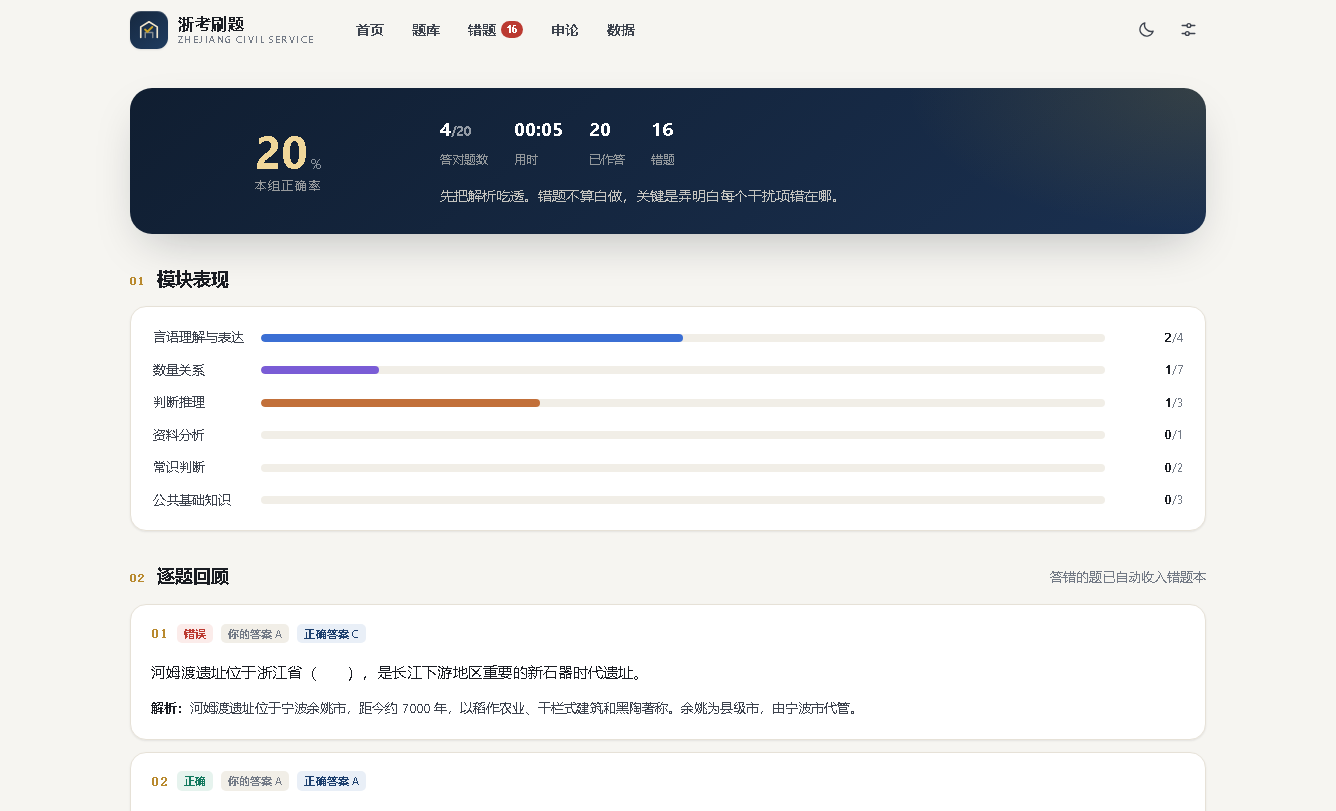 浙考刷题
ZHEJIANG CIVIL SERVICE
首页 题库 错题 16 申论 数据
20%
本组正确率
4/20 00:05 20 16
答对题数 用时 已作答 错题
先把解析吃透。错题不算白做，关键是弄明白每个干扰项错在哪。
01 模块表现
言语理解与表达 2/4
数量关系 1/7
判断推理 1/3
资料分析 0/1
常识判断 0/2
公共基础知识 0/3
02 逐题回顾 答错的题已自动收入错题本
01 错误 你的答案 A 正确答案 C
河姆渡遗址位于浙江省（　　），是长江下游地区重要的新石器时代遗址。
解析：河姆渡遗址位于宁波余姚市，距今约 7000 年，以稻作农业、干栏式建筑和黑陶著称。余姚为县级市，由宁波市代管。
02 正确 你的答案 A 正确答案 A